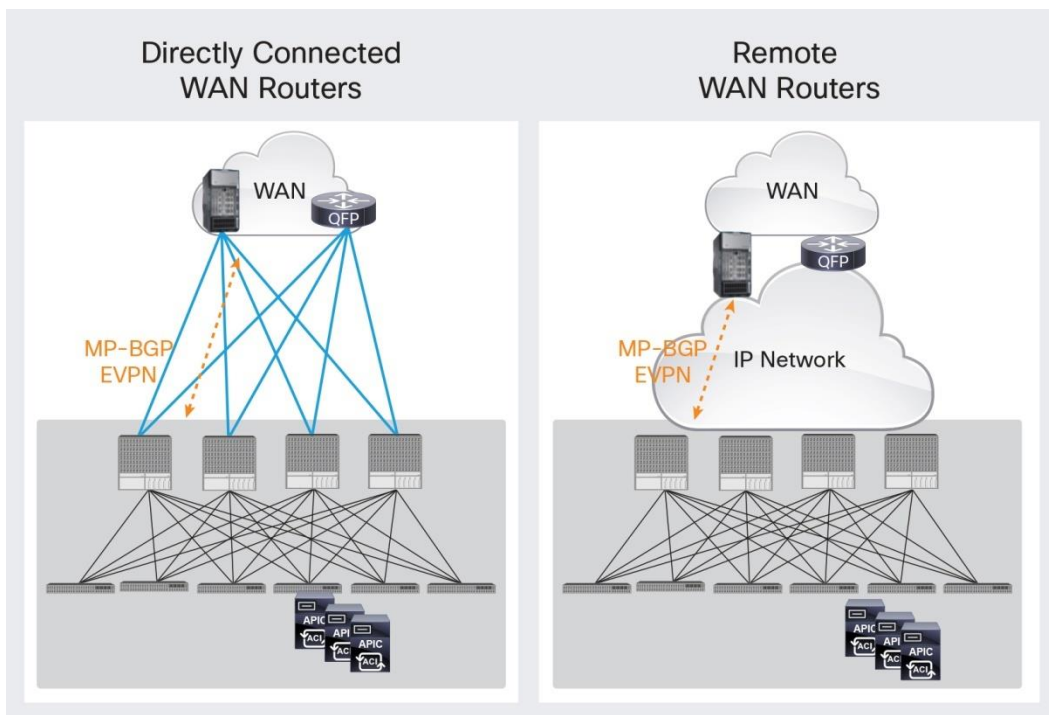 Directly Connected
WAN Routers
WAN
QFP
MP-BGP
EVPN
APIC
ACI
APIC
ACI
APIC
ACI
Remote
WAN Routers
WAN
QFP
MP-BGP
EVPN
IP Network
APIC
ACI
APIC
ACI
APIC
ACI